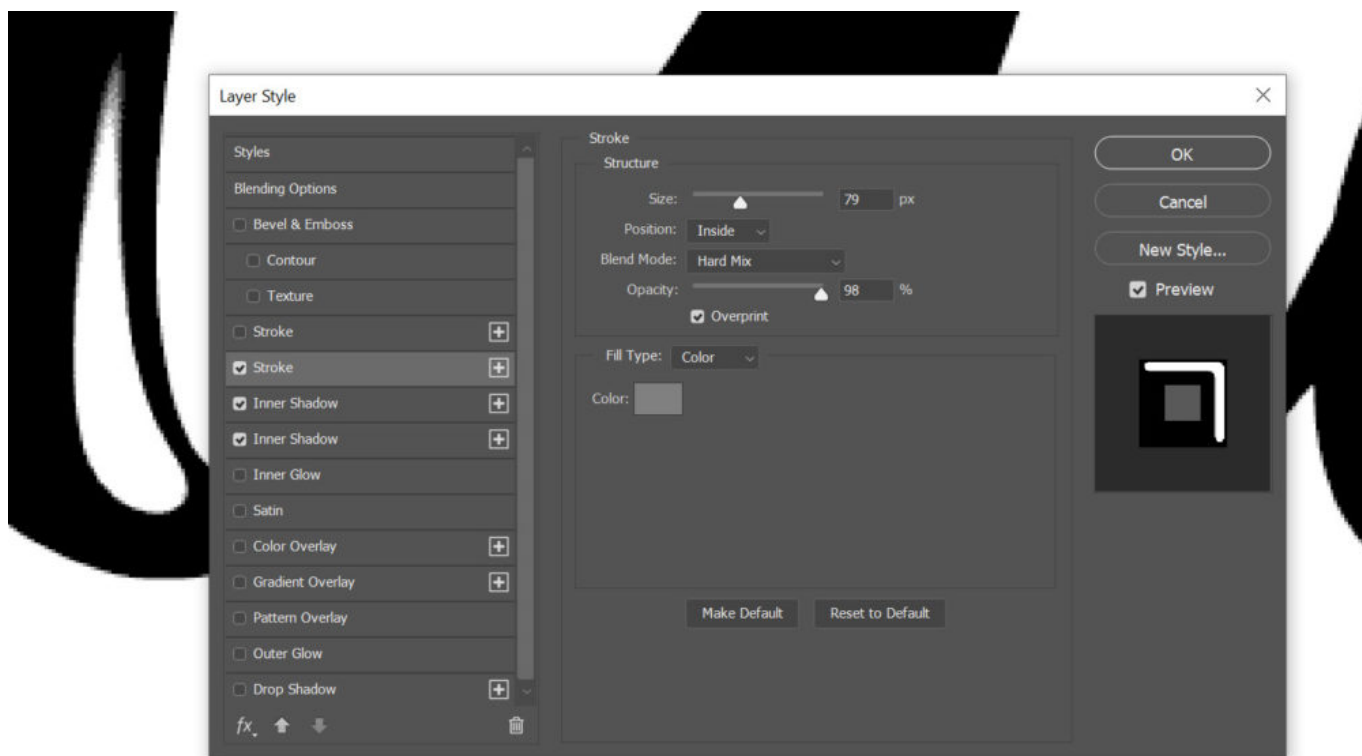 Layer Style
Styles
Blending Options
Bevel & Emboss
Contour
Texture
Stroke
Stroke
Inner Shadow
Inner Shadow
Inner Glow
Satin
Color Overlay
Gradient Overlay
Pattern Overlay
Outer Glow
Drop Shadow
fx
Stroke
Structure
Size: 79 px
Position: Inside
Blend Mode: Hard Mix
Opacity: 98 %
Overprint
Fill Type: Color
Color:
Make Default Reset to Default
OK
Cancel
New Style...
Preview